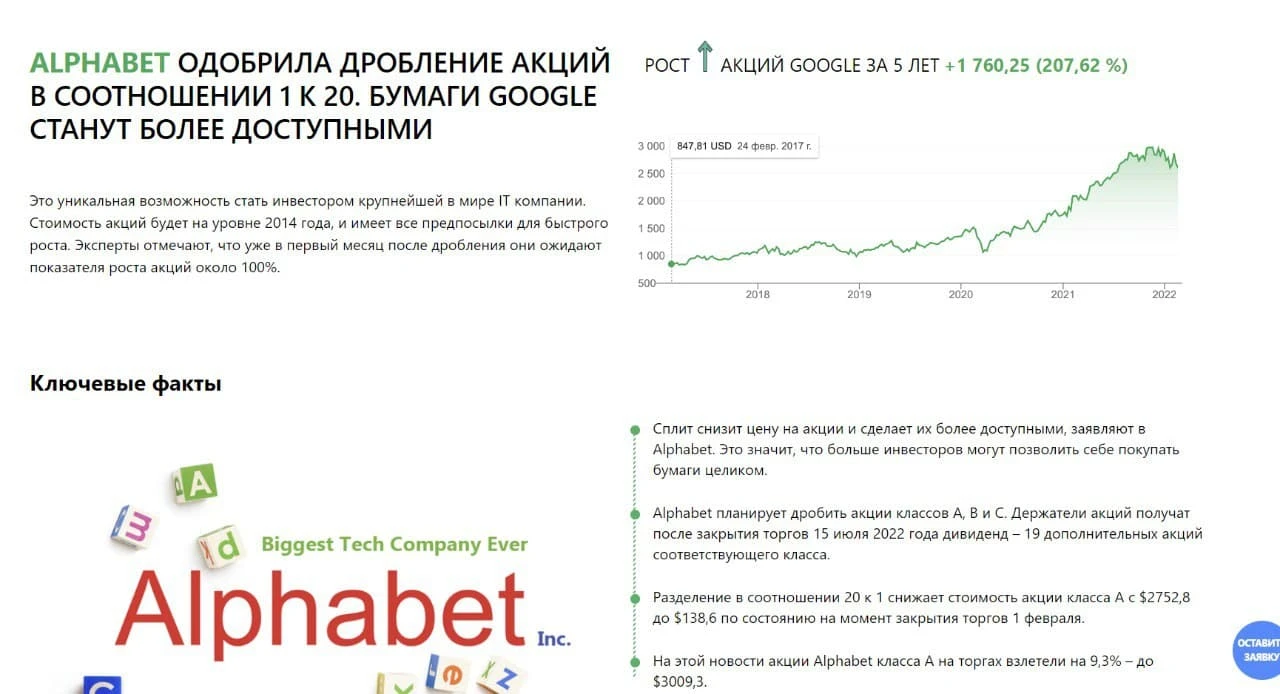 ALPHABET ОДОБРИЛА ДРОБЛЕНИЕ АКЦИЙ
В СООТНОШЕНИИ 1 К 20. БУМАГИ GOOGLE
СТАНУТ БОЛЕЕ ДОСТУПНЫМИ
Это уникальная возможность стать инвестором крупнейшей в мире IT компании.
Стоимость акций будет на уровне 2014 года, и имеет все предпосылки для быстрого
роста. Эксперты отмечают, что уже в первый месяц после дробления они ожидают
показателя роста акций около 100%.
РОСТ АКЦИЙ GOOGLE ЗА 5 ЛЕТ +1 760,25 (207,62 %)
847,81 USD 24 февр. 2017 г.
3 000
2 500
2 000
1 500
1 000
500
2018 2019 2020 2021 2022
Ключевые факты
A
m
d
Biggest Tech Company Ever
Alphabet Inc.
e
z
C
Сплит снизит цену на акции и сделает их более доступными, заявляют в
Alphabet. Это значит, что больше инвесторов могут позволить себе покупать
бумаги целиком.
Alphabet планирует дробить акции классов А, В и С. Держатели акций получат
после закрытия торгов 15 июля 2022 года дивиденд – 19 дополнительных акций
соответствующего класса.
Разделение в соотношении 20 к 1 снижает стоимость акции класса А с $2752,8
до $138,6 по состоянию на момент закрытия торгов 1 февраля.
На этой новости акции Alphabet класса А на торгах взлетели на 9,3% – до
$3009,3.
ОСТАВИТ
ЗАЯВКУ